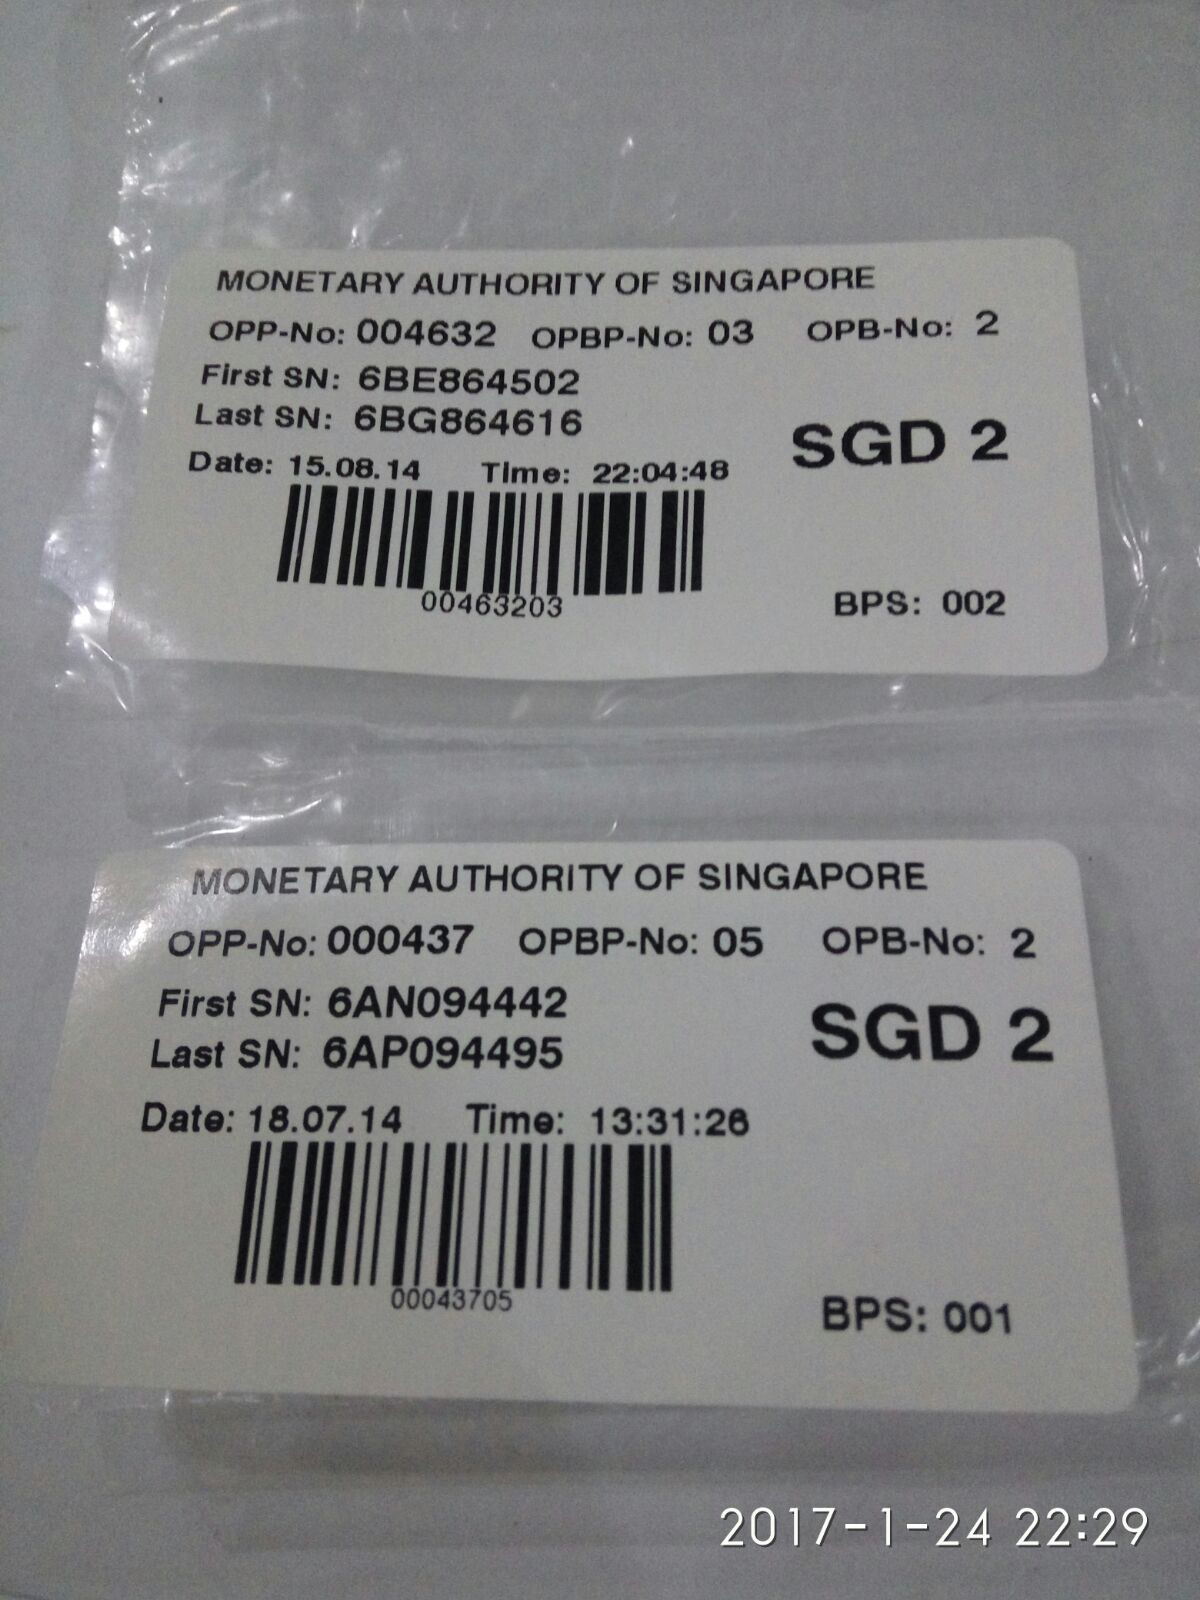 MONETARY AUTHORITY OF SINGAPORE
OPP-No: 004632 OPBP-No: 03 OPB-No: 2
First SN: 6BE864502
Last SN: 6BG864616
SGD 2
Date: 15.08.14 Time: 22:04:48
00463203
BPS: 002
MONETARY AUTHORITY OF SINGAPORE
OPP-No: 000437 OPBP-No: 05 OPB-No: 2
First SN: 6AN094442
SGD 2
Last SN: 6AP094495
Date: 18.07.14 Time: 13:31:26
00043705
BPS: 001
2017-1-24 22:29